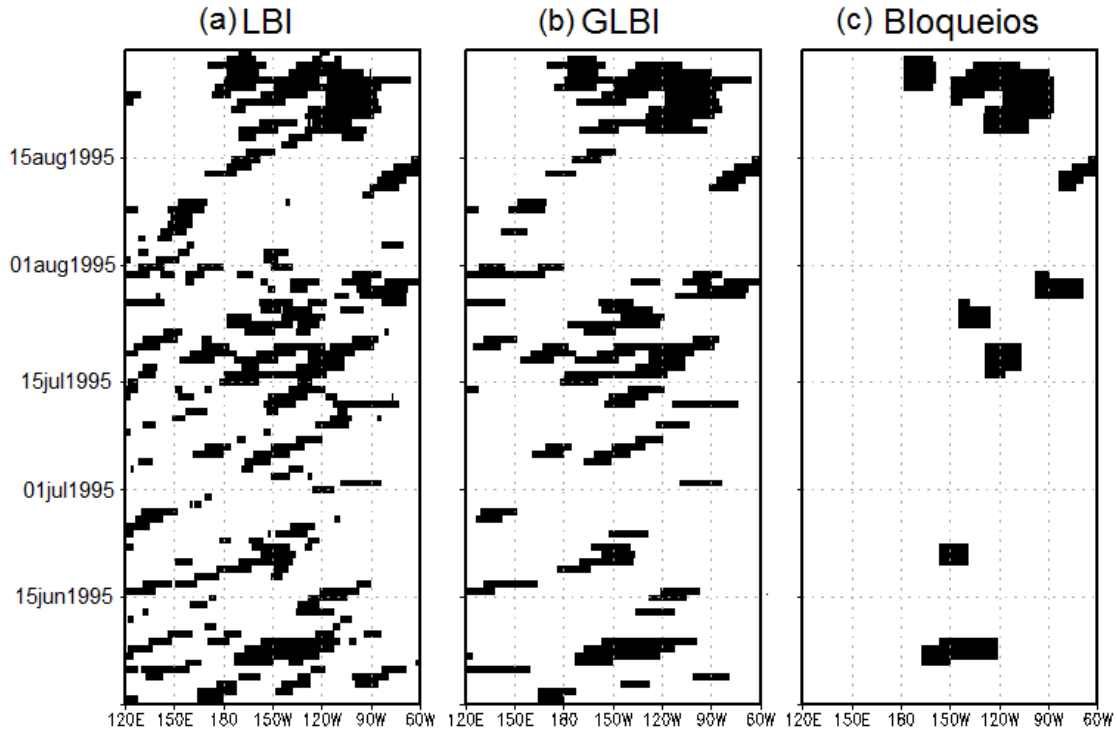 (a) LBI
(b) GLBI
(c) Bloqueios
15aug1995
01aug1995
15jul1995
01jul1995
15jun1995
120E 150E 180 150W 120W 90W 60W
120E 150E 180 150W 120W 90W 60W
120E 150E 180 150W 120W 90W 60W